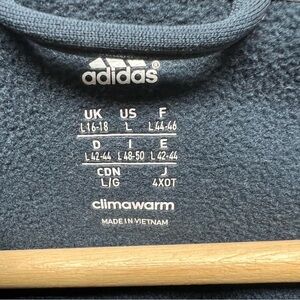 adidas
UK US F
L16-18 L L44-46
D I E
L42-44 L48-50 L42-44
CDN J
L/G 4XOT
climawarm
MADE IN VIETNAM